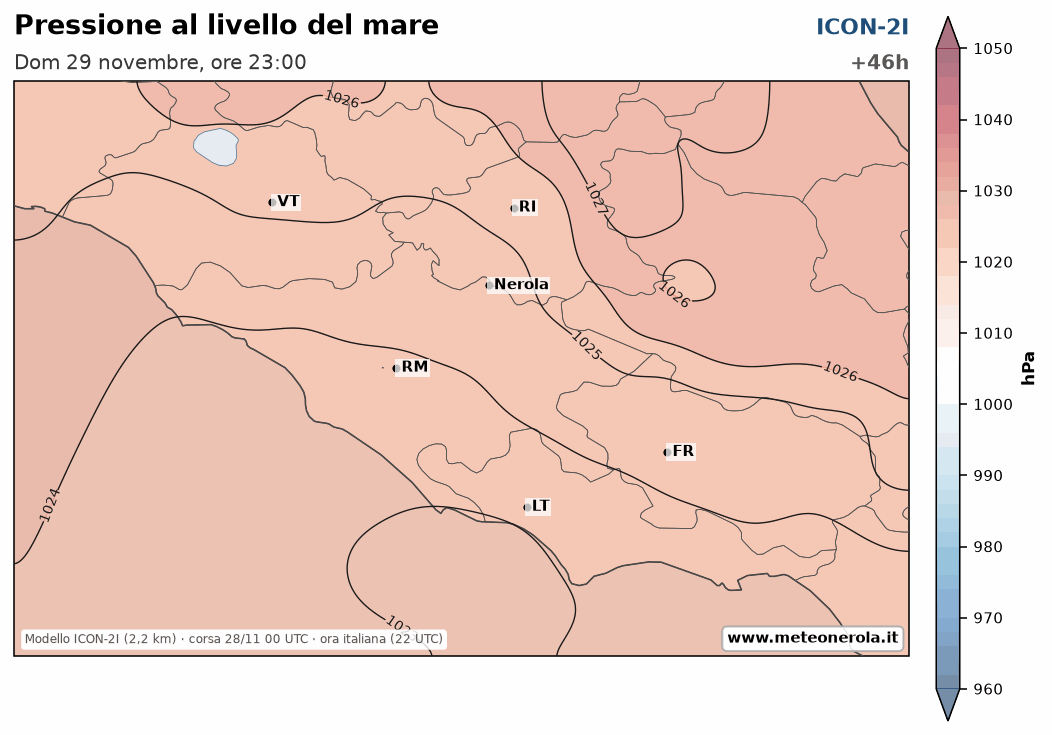 Pressione al livello del mare
ICON-2I
Dom 29 novembre, ore 23:00
+46h
1050
1040
1030
1020
1010
1000
990
980
970
960
hPa
1026
1027
VT
RI
Nerola
1026
1025
RM
1026
FR
1024
LT
Modello ICON-2I (2,2 km) · corsa 28/11 00 UTC · ora italiana (22 UTC)
www.meteonerola.it